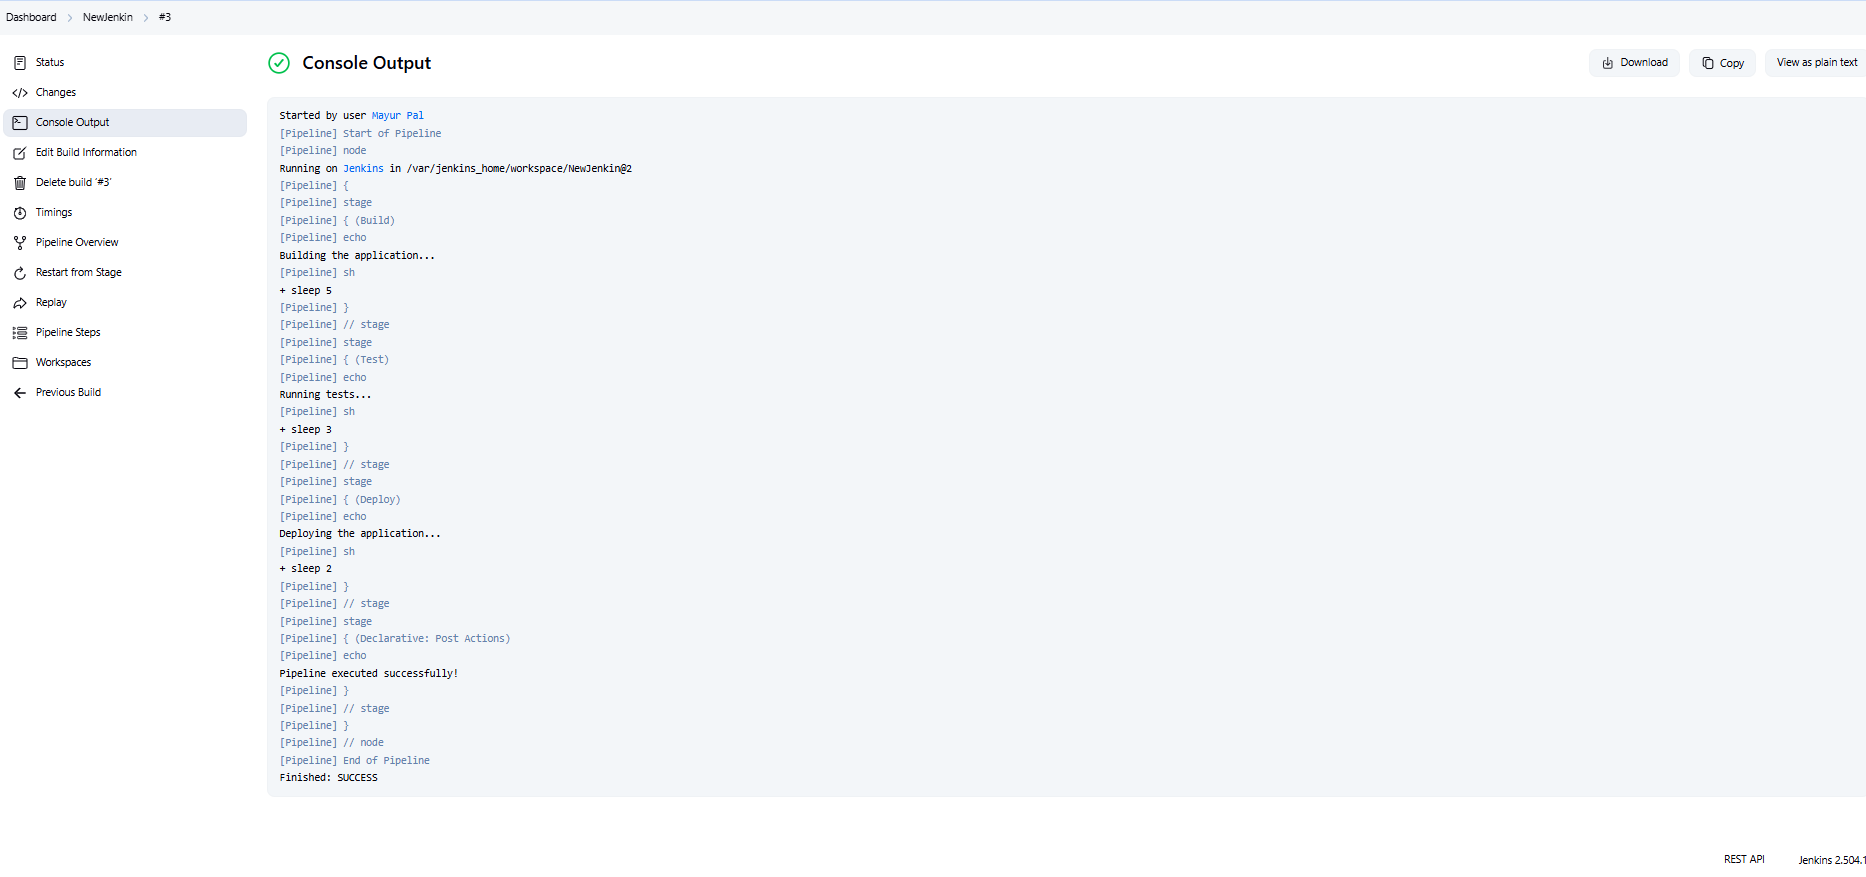 Dashboard > NewJenkin > #3
Status
Changes
Console Output
Edit Build Information
Delete build '#3'
Timings
Pipeline Overview
Restart from Stage
Replay
Pipeline Steps
Workspaces
Previous Build
Console Output
Download
Copy
View as plain text
Started by user Mayur Pal
[Pipeline] Start of Pipeline
[Pipeline] node
Running on Jenkins in /var/jenkins_home/workspace/NewJenkin@2
[Pipeline] {
[Pipeline] stage
[Pipeline] { (Build)
[Pipeline] echo
Building the application...
[Pipeline] sh
+ sleep 5
[Pipeline] }
[Pipeline] // stage
[Pipeline] stage
[Pipeline] { (Test)
[Pipeline] echo
Running tests...
[Pipeline] sh
+ sleep 3
[Pipeline] }
[Pipeline] // stage
[Pipeline] stage
[Pipeline] { (Deploy)
[Pipeline] echo
Deploying the application...
[Pipeline] sh
+ sleep 2
[Pipeline] }
[Pipeline] // stage
[Pipeline] stage
[Pipeline] { (Declarative: Post Actions)
[Pipeline] echo
Pipeline executed successfully!
[Pipeline] }
[Pipeline] // stage
[Pipeline] }
[Pipeline] // node
[Pipeline] End of Pipeline
Finished: SUCCESS
REST API
Jenkins 2.504.1